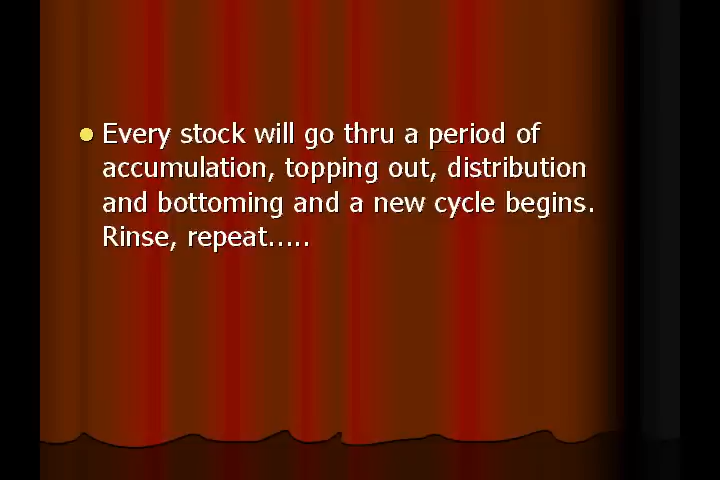 Every stock will go thru a period of
accumulation, topping out, distribution
and bottoming and a new cycle begins.
Rinse, repeat.....